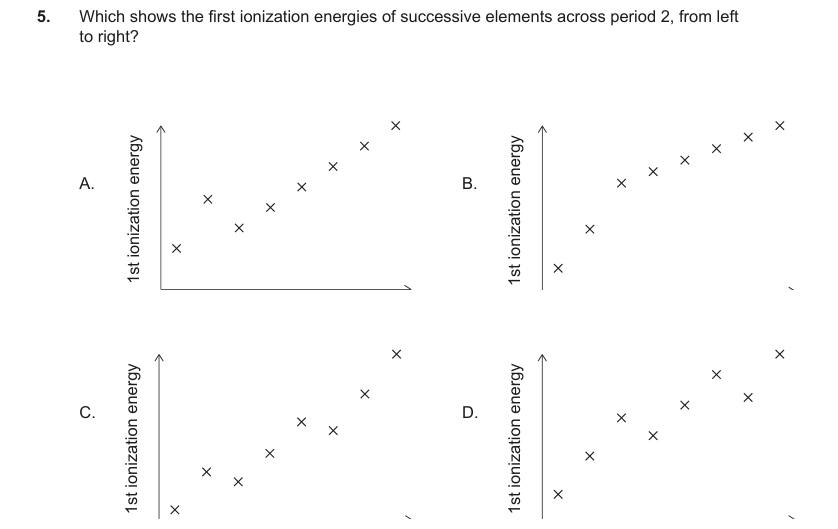 5. Which shows the first ionization energies of successive elements across period 2, from left
to right?
A.
1st ionization energy
B.
1st ionization energy
C.
1st ionization energy
D.
1st ionization energy